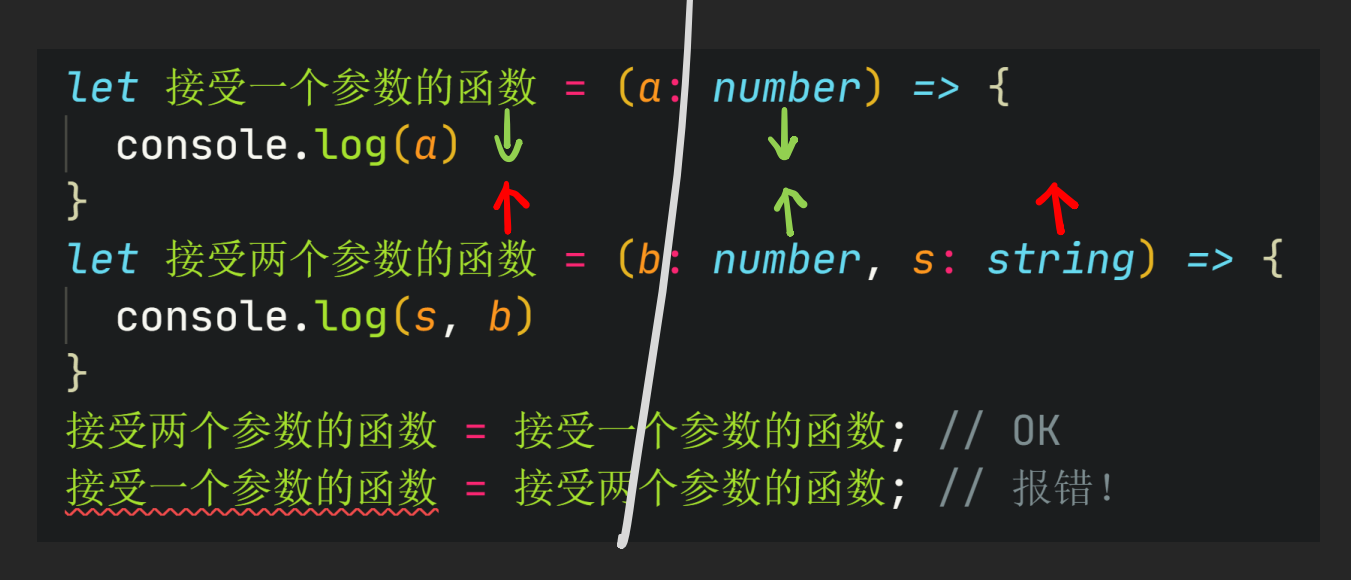 let 接受一个参数的函数 = (a: number) => {
  console.log(a)
}
let 接受两个参数的函数 = (b: number, s: string) => {
  console.log(s, b)
}
接受两个参数的函数 = 接受一个参数的函数; // OK
接受一个参数的函数 = 接受两个参数的函数; // 报错!